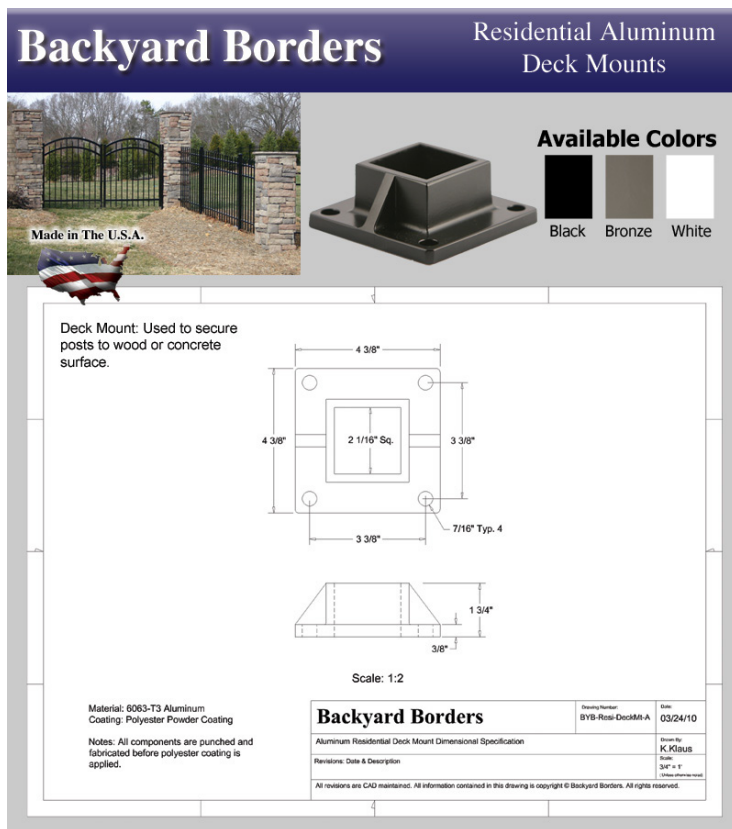 Backyard Borders
Residential Aluminum
Deck Mounts
Made in The U.S.A.
Available Colors
Black
Bronze
White
Deck Mount: Used to secure
posts to wood or concrete
surface.
4 3/8"
4 3/8"
2 1/16" Sq.
3 3/8"
7/16" Typ. 4
3 3/8"
1 3/4"
3/8"
Scale: 1:2
Material: 6063-T3 Aluminum
Coating: Polyester Powder Coating
Notes: All components are punched and
fabricated before polyester coating is
applied.
Backyard Borders
Drawing Number:
BYB-Resi-DeckMt-A
Date:
03/24/10
Aluminum Residential Deck Mount Dimensional Specification
Drawn By:
K.Klaus
Revisions: Date & Description
Scale:
3/4" = 1'
(Unless otherwise noted)
All revisions are CAD maintained. All information contained in this drawing is copyright © Backyard Borders. All rights reserved.